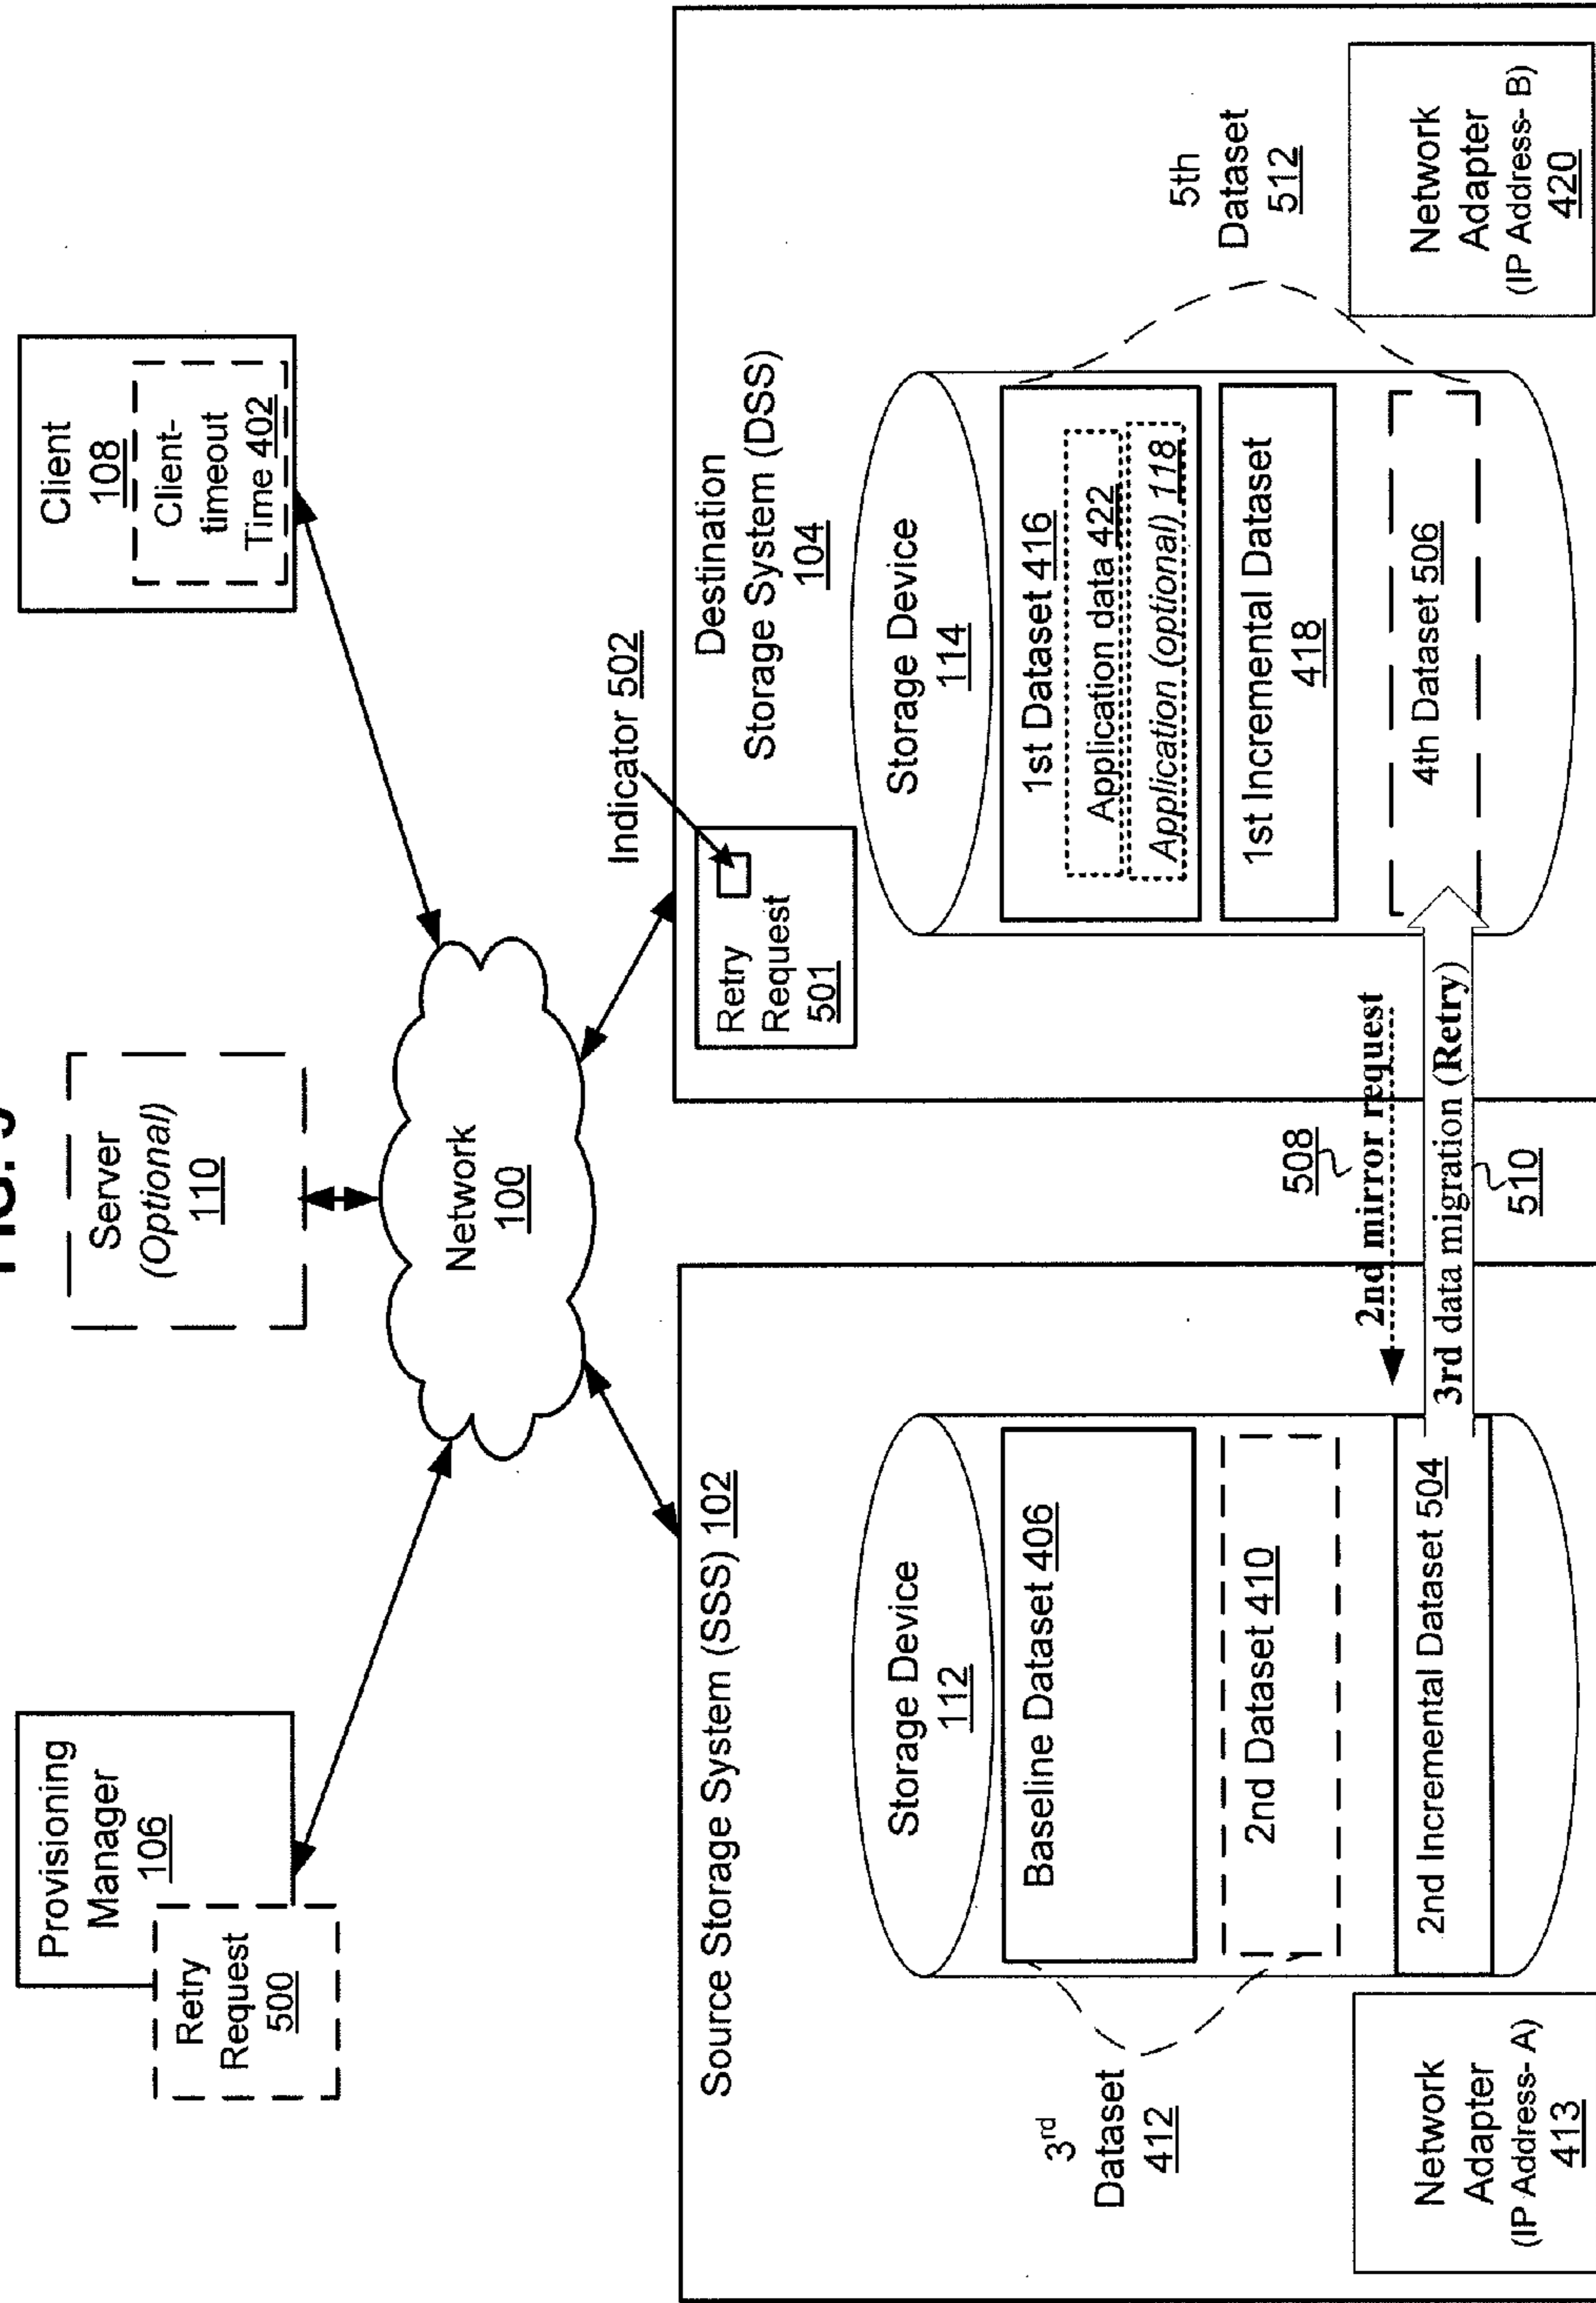 FIG. 5
Provisioning
Manager
106
Retry
Request
500
Server
(Optional)
110
Client
108
Client-
timeout
Time 402
Network
100
Indicator 502
Source Storage System (SSS) 102
Storage Device
112
Baseline Dataset 406
2nd Dataset 410
2nd Incremental Dataset 504
3rd
Dataset
412
Network
Adapter
(IP Address- A)
413
508
2nd mirror request
3rd data migration (Retry)
510
Retry
Request
501
Destination
Storage System (DSS)
104
Storage Device
114
1st Dataset 416
Application data 422
Application (optional) 118
1st Incremental Dataset
418
4th Dataset 506
5th
Dataset
512
Network
Adapter
(IP Address- B)
420